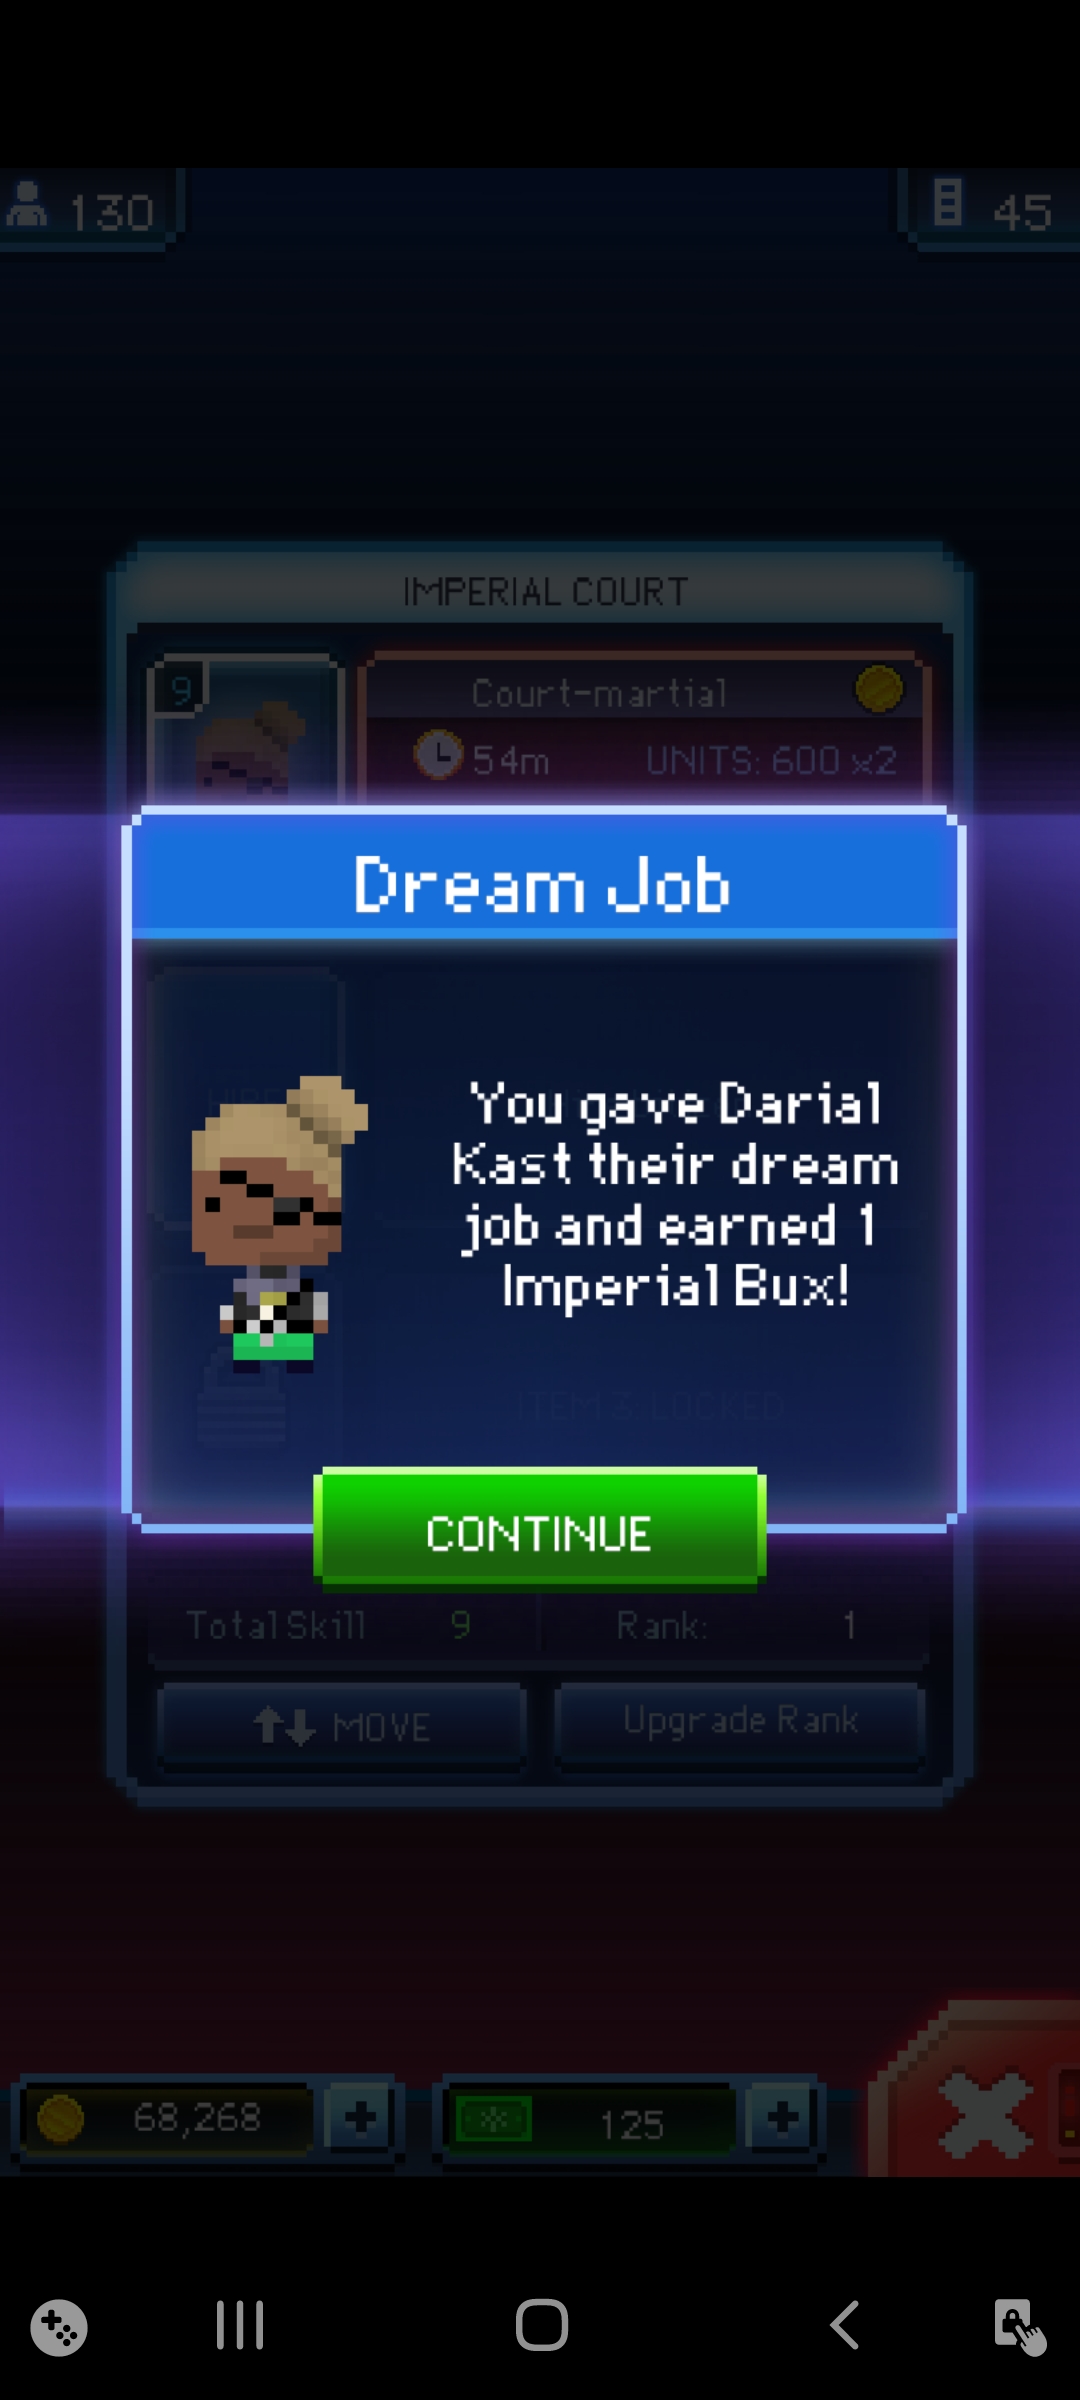 130
45
IMPERIAL COURT
9
Court-martial
54m
UNITS: 600 x2
Dream Job
You gave Darial
Kast their dream
job and earned 1
Imperial Bux!
ITEM 3 LOCKED
CONTINUE
Total Skill 9
Rank: 1
MOVE
Upgrade Rank
68,268
125